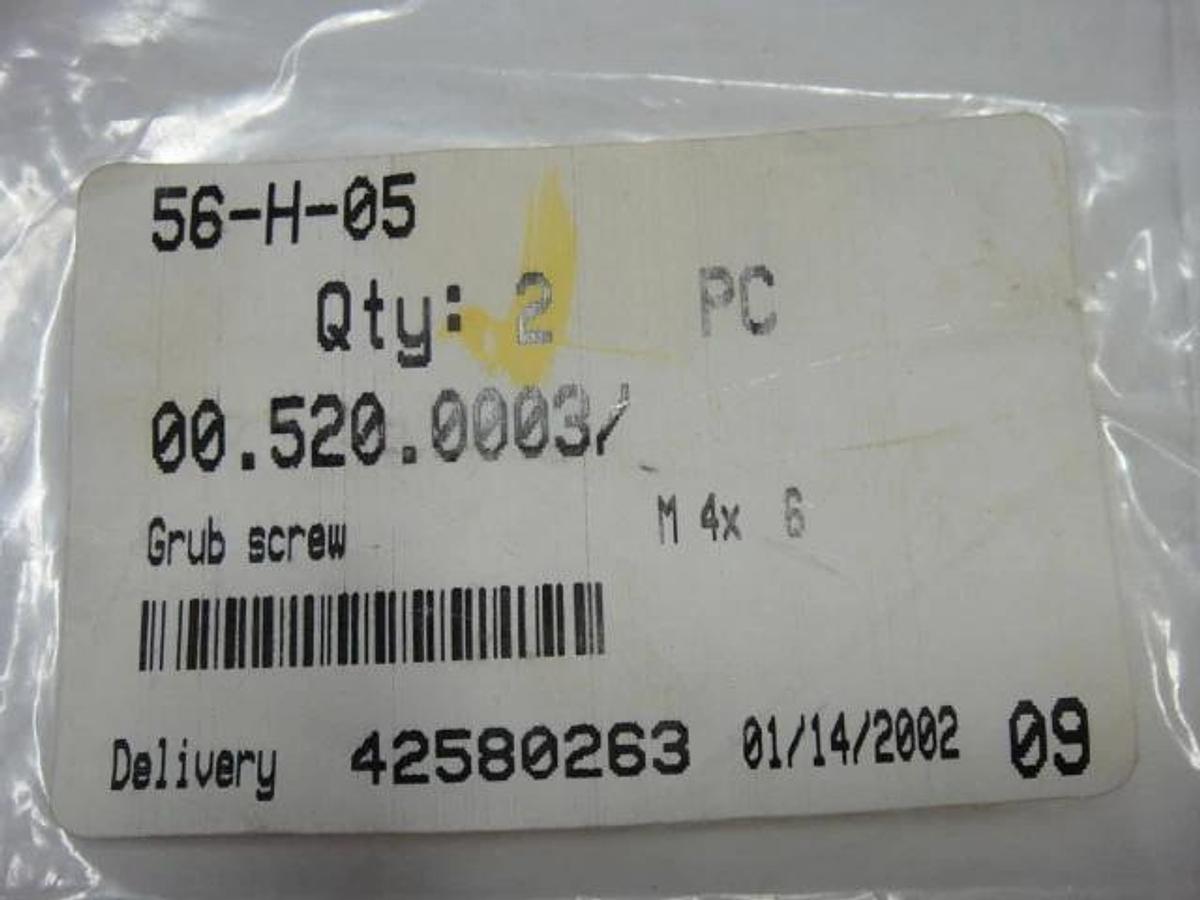 56-H-05
Qty: 2 PC
00.520.0003/
Grub screw M 4x 6
Delivery 42580263 01/14/2002 09